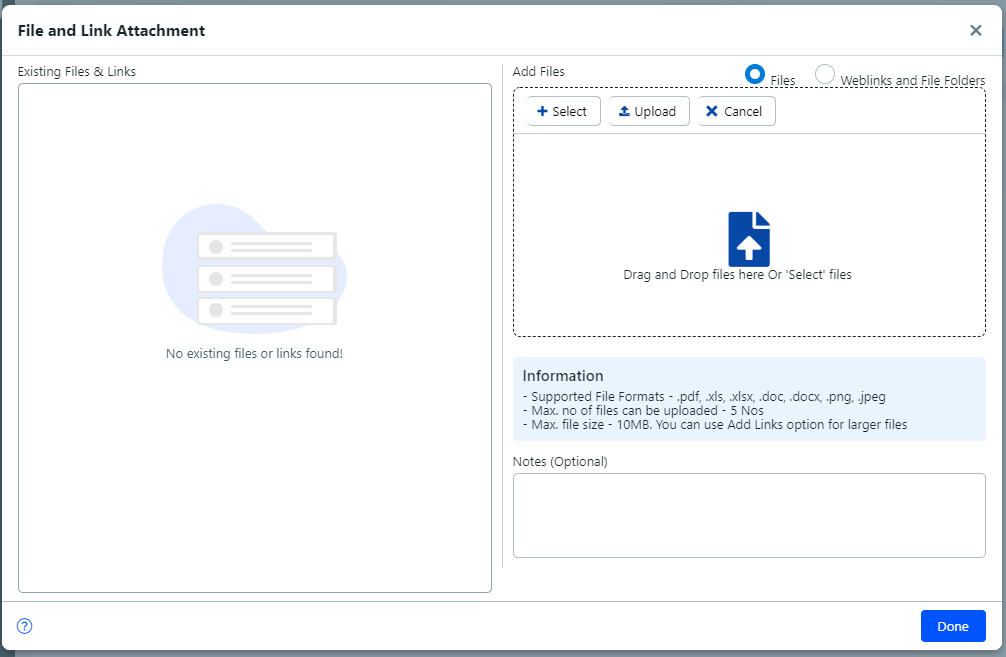 File and Link Attachment
Existing Files & Links
No existing files or links found!
Add Files
Files
Weblinks and File Folders
Select
Upload
Cancel
Drag and Drop files here Or 'Select' files
Information
- Supported File Formats - .pdf, .xls, .xlsx, .doc, .docx, .png, .jpeg
- Max. no of files can be uploaded - 5 Nos
- Max. file size - 10MB. You can use Add Links option for larger files
Notes (Optional)
?
Done